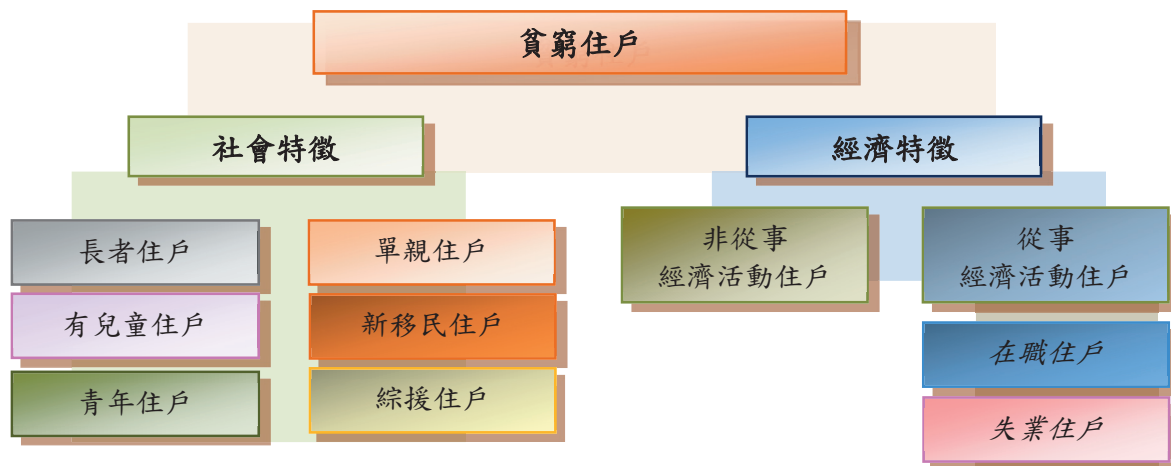 貧窮住戶
社會特徵
經濟特徵
長者住戶
單親住戶
有兒童住戶
新移民住戶
青年住戶
綜援住戶
非從事
經濟活動住戶
從事
經濟活動住戶
在職住戶
失業住戶